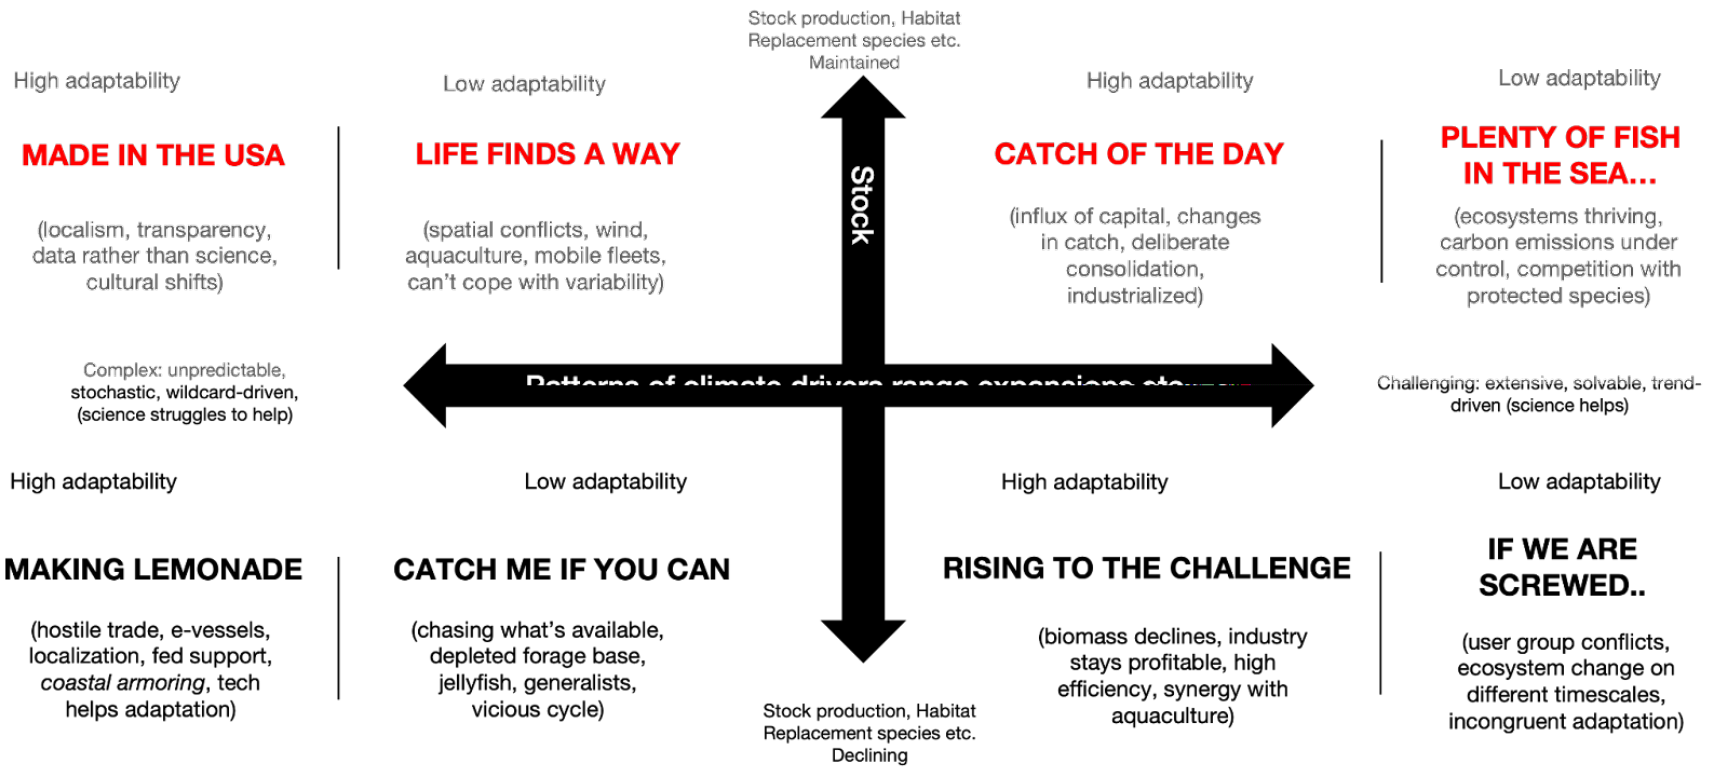 Stock production, Habitat
Replacement species etc.
Maintained
High adaptability
Low adaptability
High adaptability
Low adaptability
MADE IN THE USA
LIFE FINDS A WAY
CATCH OF THE DAY
PLENTY OF FISH
IN THE SEA...
(localism, transparency,
data rather than science,
cultural shifts)
(spatial conflicts, wind,
aquaculture, mobile fleets,
can't cope with variability)
Stock
(influx of capital, changes
in catch, deliberate
consolidation,
industrialized)
(ecosystems thriving,
carbon emissions under
control, competition with
protected species)
Complex: unpredictable,
stochastic, wildcard-driven,
(science struggles to help)
Patterns of climate drivers range expansions etc
Challenging: extensive, solvable, trend-
driven (science helps)
High adaptability
Low adaptability
High adaptability
Low adaptability
MAKING LEMONADE
CATCH ME IF YOU CAN
RISING TO THE CHALLENGE
IF WE ARE
SCREWED..
(hostile trade, e-vessels,
localization, fed support,
coastal armoring, tech
helps adaptation)
(chasing what's available,
depleted forage base,
jellyfish, generalists,
vicious cycle)
(biomass declines, industry
stays profitable, high
efficiency, synergy with
aquaculture)
(user group conflicts,
ecosystem change on
different timescales,
incongruent adaptation)
Stock production, Habitat
Replacement species etc.
Declining